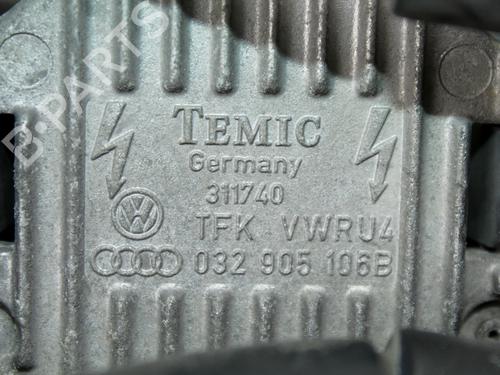 B-PARTS
TEMIC
Germany
311740
TFK VWRU4
032 905 106B